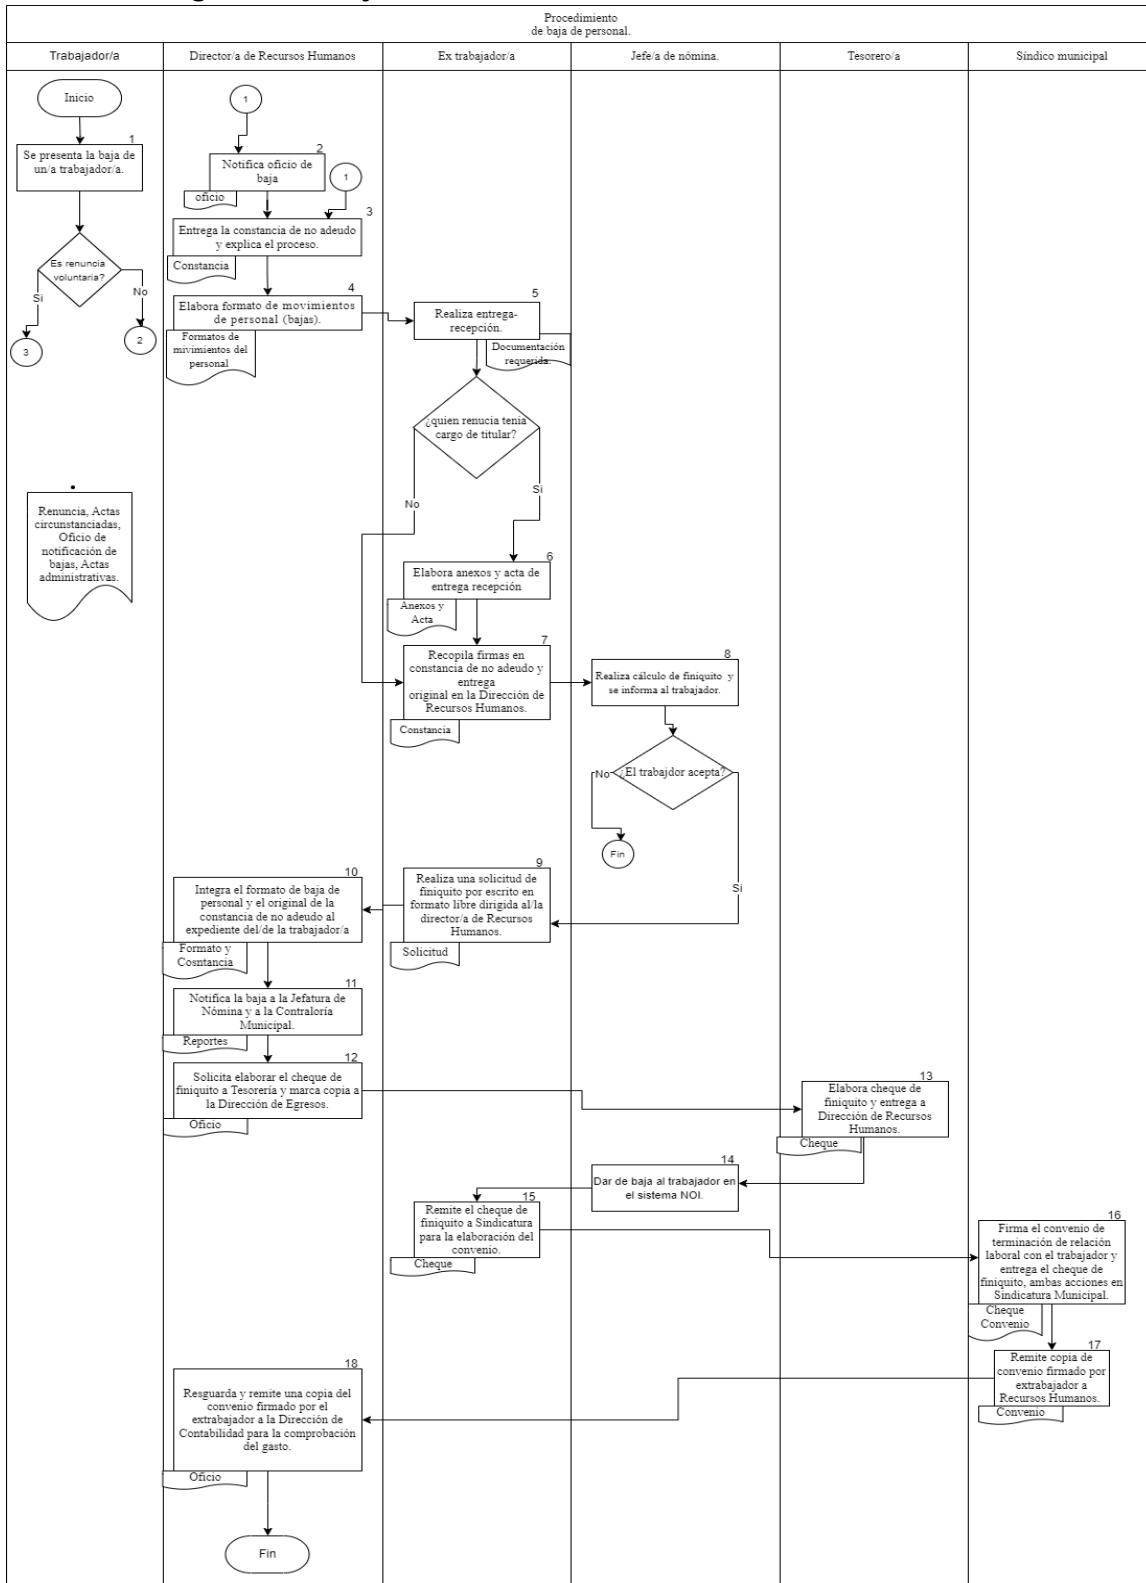 Procedimiento
de baja de personal.
Trabajador/a
Director/a de Recursos Humanos
Ex trabajador/a
Jefe/a de nómina.
Tesorero/a
Síndico municipal
Inicio
1
1
Se presenta la baja de
un/a trabajador/a.
2
Notifica oficio de
baja
oficio
1
3
Entrega la constancia de no adeudo
y explica el proceso.
Constancia
Es renuncia
voluntaria?
Si
No
3
2
4
Elabora formato de movimientos
de personal (bajas).
Formatos de
mivimientos del
personal
5
Realiza entrega-
recepción.
Documentación
requerida.
¿quien renucia tenia
cargo de titular?
No
Si
Renuncia, Actas
circunstanciadas,
Oficio de
notificación de
bajas, Actas
administrativas.
6
Elabora anexos y acta de
entrega recepción
Anexos y
Acta
7
Recopila firmas en
constancia de no adeudo y
entrega
original en la Dirección de
Recursos Humanos.
Constancia
8
Realiza cálculo de finiquito y
se informa al trabajador.
¿El trabajdor acepta?
No
Fin
Si
9
Realiza una solicitud de
finiquito por escrito en
formato libre dirigida al/la
director/a de Recursos
Humanos.
Solicitud
10
Integra el formato de baja de
personal y el original de la
constancia de no adeudo al
expediente del/de la trabajador/a
Formato y
Cosntancia
11
Notifica la baja a la Jefatura de
Nómina y a la Contraloría
Municipal.
Reportes
12
Solicita elaborar el cheque de
finiquito a Tesorería y marca copia a
la Dirección de Egresos.
Oficio
13
Elabora cheque de
finiquito y entrega a
Dirección de Recursos
Humanos.
Cheque
14
Dar de baja al trabajador en
el sistema NOI.
15
Remite el cheque de
finiquito a Sindicatura
para la elaboración del
convenio.
Cheque
16
Firma el convenio de
terminación de relación
laboral con el trabajador y
entrega el cheque de
finiquito, ambas acciones en
Sindicatura Municipal.
Cheque
Convenio
17
Remite copia de
convenio firmado por
extrabajador a
Recursos Humanos.
Convenio
18
Resguarda y remite una copia del
convenio firmado por el
extrabajador a la Dirección de
Contabilidad para la comprobación
del gasto.
Oficio
Fin